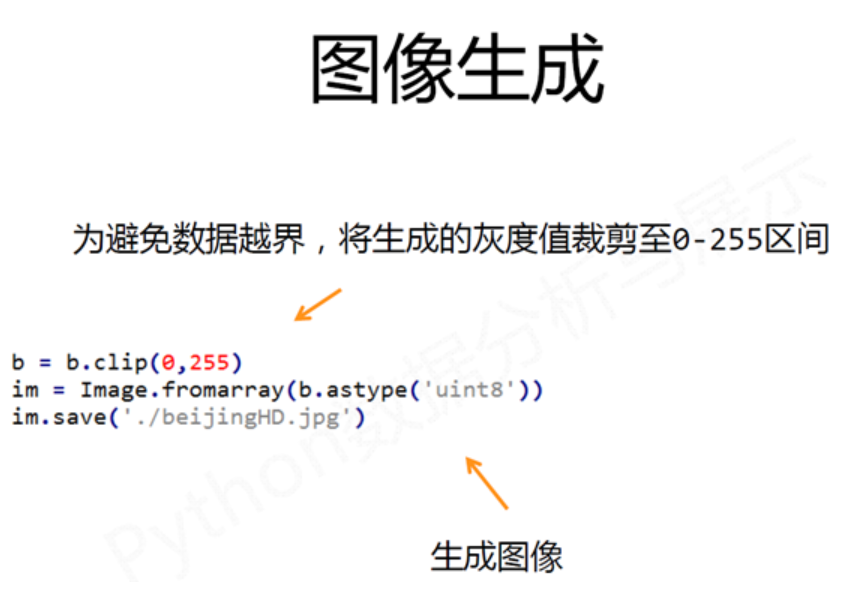 图像生成
为避免数据越界，将生成的灰度值裁剪至0-255区间
b = b.clip(0,255)
im = Image.fromarray(b.astype('uint8'))
im.save('./beijingHD.jpg')
生成图像
Python数据分析与展示